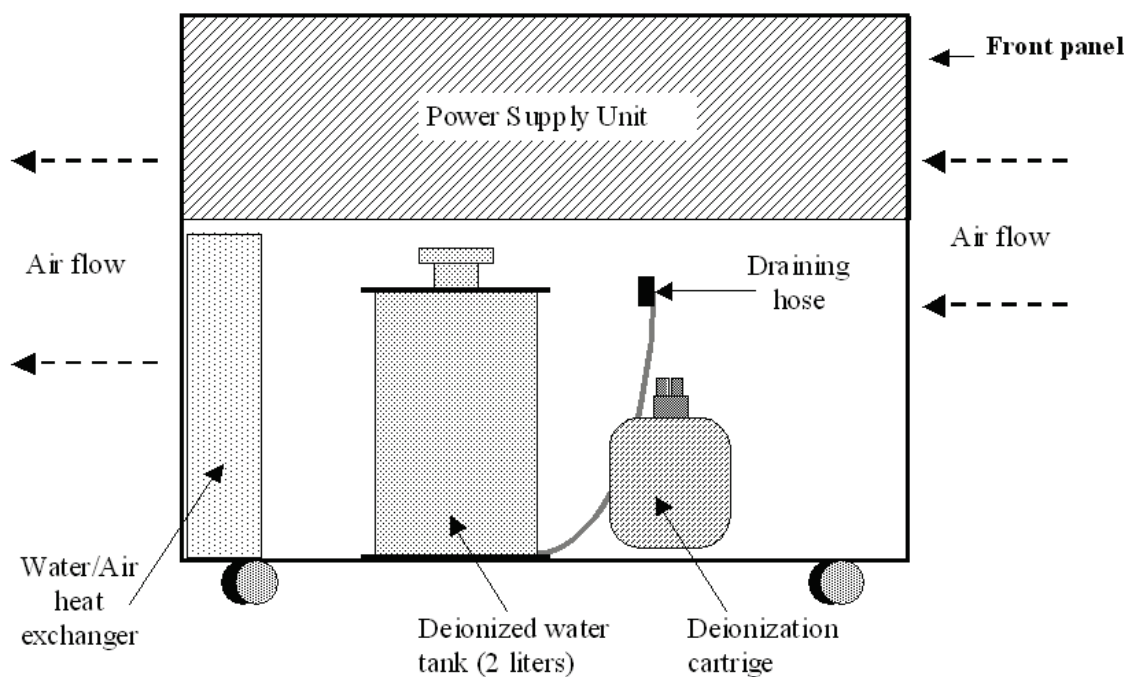 Front panel
Power Supply Unit
Air flow
Air flow
Draining
hose
Water/Air
heat
exchanger
Deionized water
tank (2 liters)
Deionization
cartrige